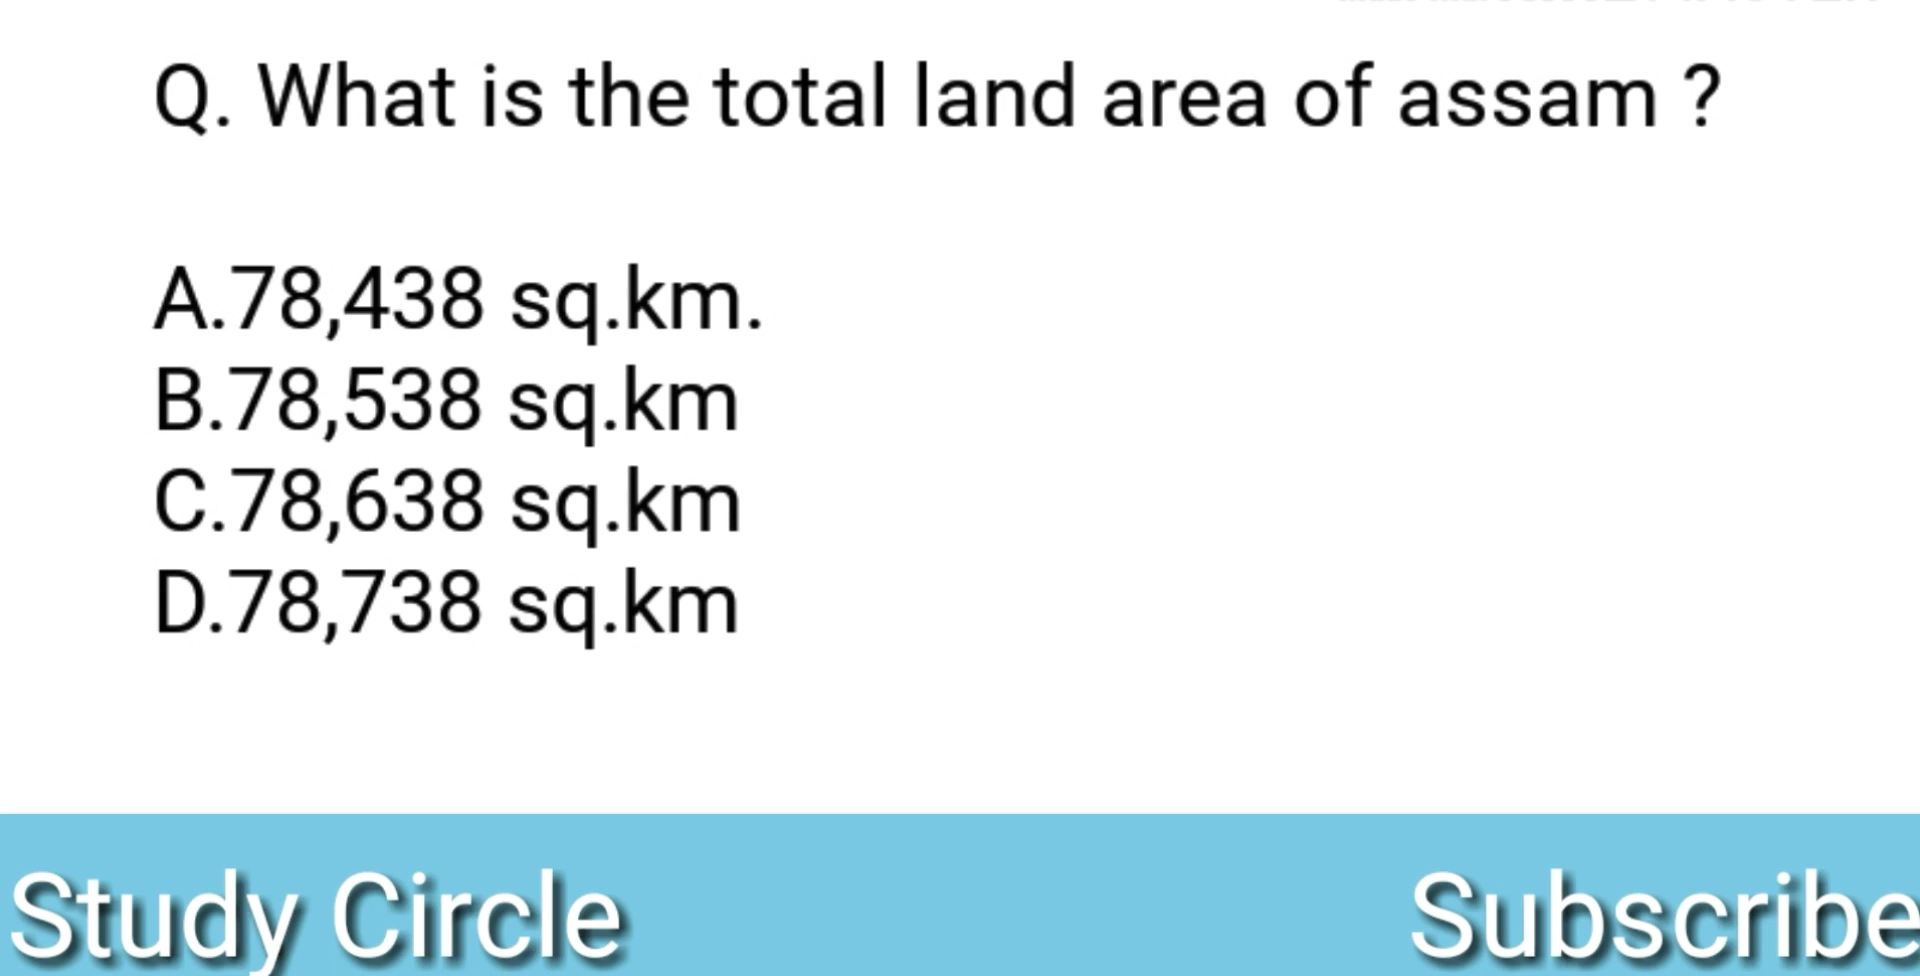 Q. What is the total land area of assam ?
A.78,438 sq.km.
B.78,538 sq.km
C.78,638 sq.km
D.78,738 sq.km
Study Circle
Subscribe